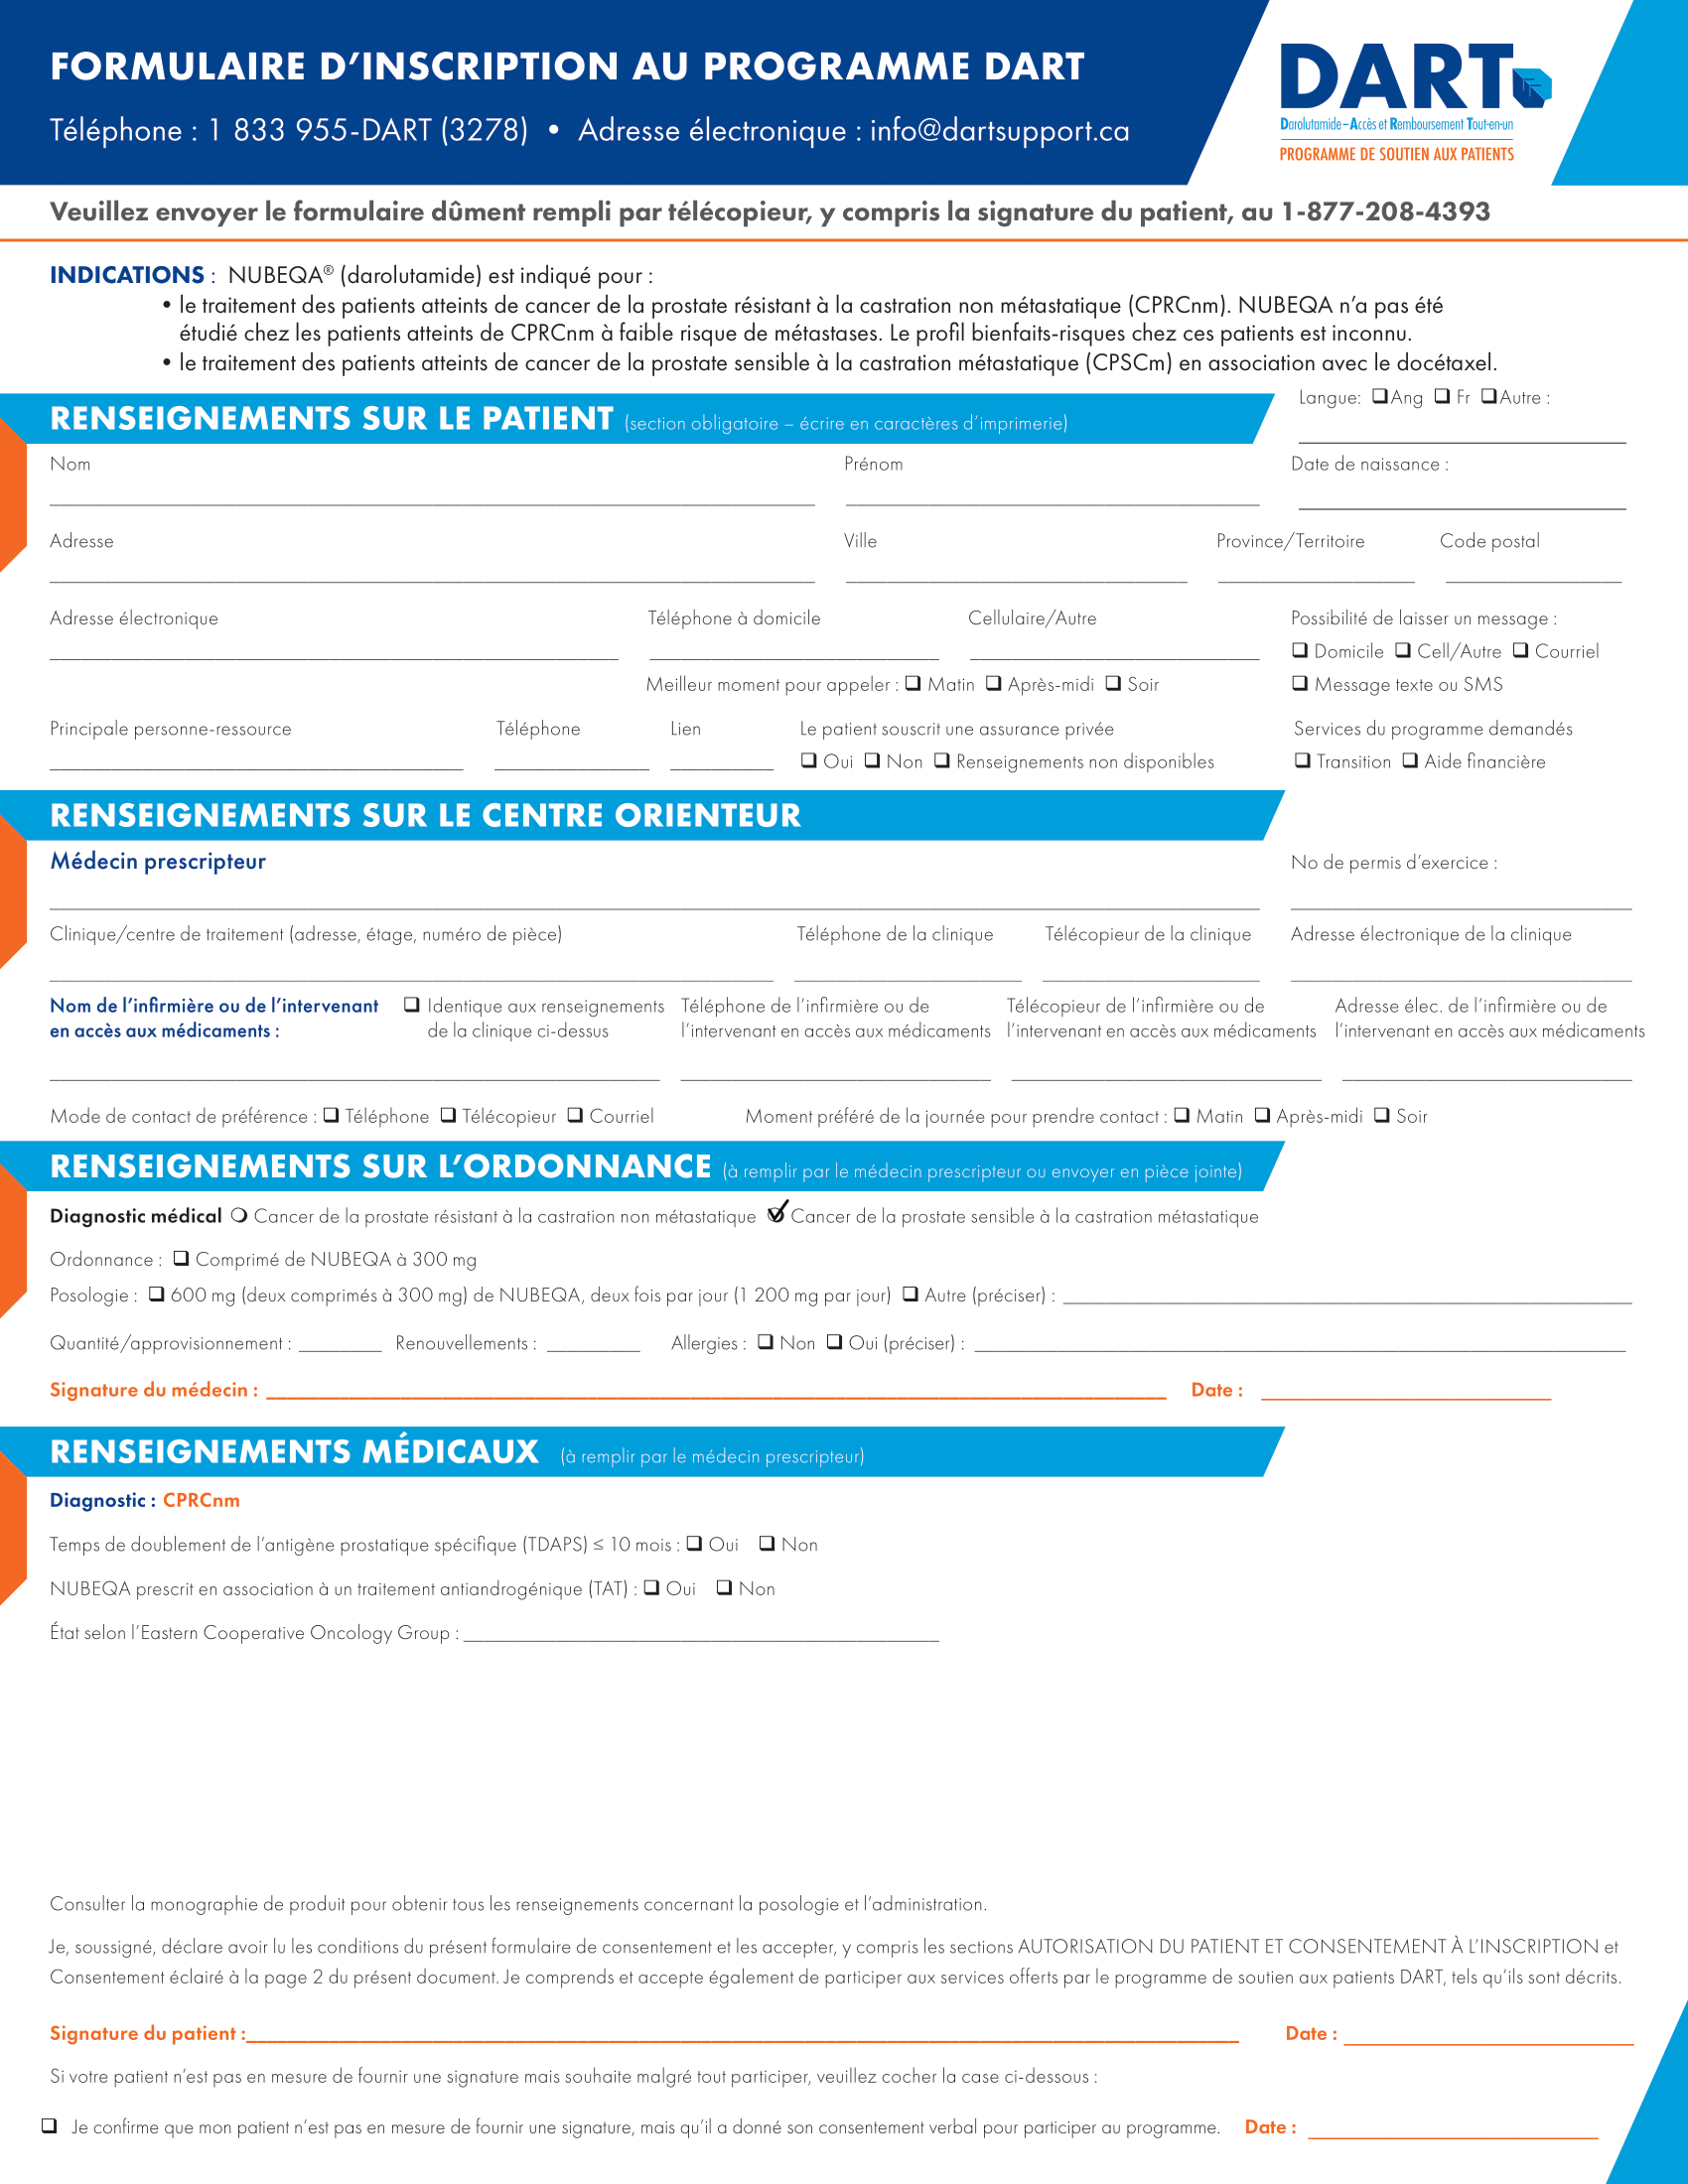 FORMULAIRE D’INSCRIPTION AU PROGRAMME DART
Téléphone : 1 833 955-DART (3278) • Adresse électronique : info@dartsupport.ca
DART
Darolutamide–Accès et Remboursement Tout-en-un
PROGRAMME DE SOUTIEN AUX PATIENTS
Veuillez envoyer le formulaire dûment rempli par télécopieur, y compris la signature du patient, au 1-877-208-4393
INDICATIONS : NUBEQA® (darolutamide) est indiqué pour :
• le traitement des patients atteints de cancer de la prostate résistant à la castration non métastatique (CPRCnm). NUBEQA n’a pas été
étudié chez les patients atteints de CPRCnm à faible risque de métastases. Le profil bienfaits-risques chez ces patients est inconnu.
• le traitement des patients atteints de cancer de la prostate sensible à la castration métastatique (CPSCm) en association avec le docétaxel.
RENSEIGNEMENTS SUR LE PATIENT (section obligatoire – écrire en caractères d’imprimerie)
Langue: ❑Ang ❑ Fr ❑Autre :
Nom Prénom Date de naissance :
Adresse Ville Province/Territoire Code postal
Adresse électronique Téléphone à domicile Cellulaire/Autre Possibilité de laisser un message :
❑ Domicile ❑ Cell/Autre ❑ Courriel
Meilleur moment pour appeler : ❑ Matin ❑ Après-midi ❑ Soir ❑ Message texte ou SMS
Principale personne-ressource Téléphone Lien Le patient souscrit une assurance privée Services du programme demandés
❑ Oui ❑ Non ❑ Renseignements non disponibles ❑ Transition ❑ Aide financière
RENSEIGNEMENTS SUR LE CENTRE ORIENTEUR
Médecin prescripteur No de permis d’exercice :
Clinique/centre de traitement (adresse, étage, numéro de pièce) Téléphone de la clinique Télécopieur de la clinique Adresse électronique de la clinique
Nom de l’infirmière ou de l’intervenant ❑ Identique aux renseignements Téléphone de l’infirmière ou de Télécopieur de l’infirmière ou de Adresse élec. de l’infirmière ou de
en accès aux médicaments : de la clinique ci-dessus l’intervenant en accès aux médicaments l’intervenant en accès aux médicaments l’intervenant en accès aux médicaments
Mode de contact de préférence : ❑ Téléphone ❑ Télécopieur ❑ Courriel Moment préféré de la journée pour prendre contact : ❑ Matin ❑ Après-midi ❑ Soir
RENSEIGNEMENTS SUR L’ORDONNANCE (à remplir par le médecin prescripteur ou envoyer en pièce jointe)
Diagnostic médical ❍ Cancer de la prostate résistant à la castration non métastatique ✓ Cancer de la prostate sensible à la castration métastatique
Ordonnance : ❑ Comprimé de NUBEQA à 300 mg
Posologie : ❑ 600 mg (deux comprimés à 300 mg) de NUBEQA, deux fois par jour (1 200 mg par jour) ❑ Autre (préciser) :
Quantité/approvisionnement : Renouvellements : Allergies : ❑ Non ❑ Oui (préciser) :
Signature du médecin : Date :
RENSEIGNEMENTS MÉDICAUX (à remplir par le médecin prescripteur)
Diagnostic : CPRCnm
Temps de doublement de l’antigène prostatique spécifique (TDAPS) ≤ 10 mois : ❑ Oui ❑ Non
NUBEQA prescrit en association à un traitement antiandrogénique (TAT) : ❑ Oui ❑ Non
État selon l’Eastern Cooperative Oncology Group :
Consulter la monographie de produit pour obtenir tous les renseignements concernant la posologie et l’administration.
Je, soussigné, déclare avoir lu les conditions du présent formulaire de consentement et les accepter, y compris les sections AUTORISATION DU PATIENT ET CONSENTEMENT À L’INSCRIPTION et
Consentement éclairé à la page 2 du présent document. Je comprends et accepte également de participer aux services offerts par le programme de soutien aux patients DART, tels qu’ils sont décrits.
Signature du patient : Date :
Si votre patient n’est pas en mesure de fournir une signature mais souhaite malgré tout participer, veuillez cocher la case ci-dessous :
❑ Je confirme que mon patient n’est pas en mesure de fournir une signature, mais qu’il a donné son consentement verbal pour participer au programme. Date :